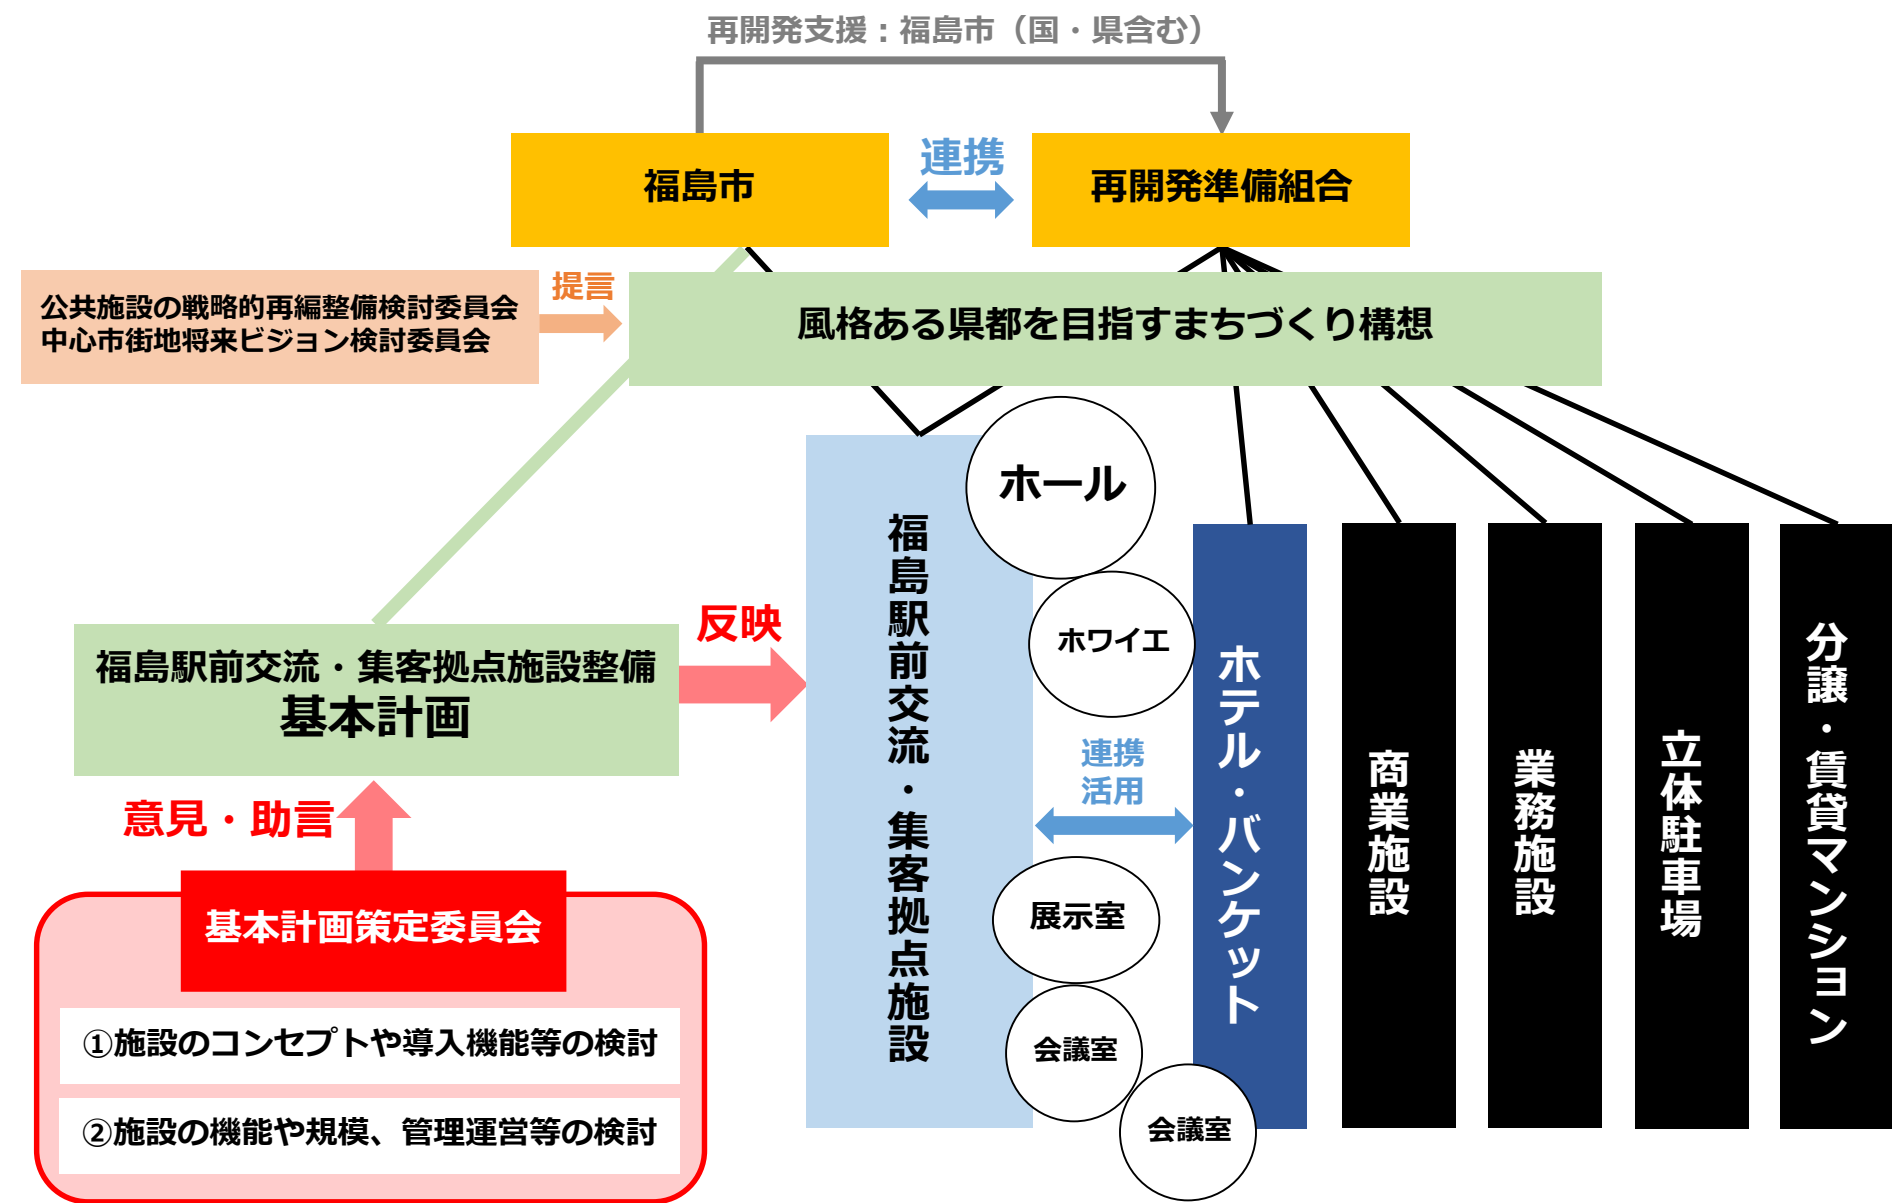 再開発支援：福島市（国・県含む）
福島市
連携
再開発準備組合
公共施設の戦略的再編整備検討委員会
中心市街地将来ビジョン検討委員会
提言
風格ある県都を目指すまちづくり構想
福島駅前交流・集客拠点施設整備
基本計画
反映
意見・助言
基本計画策定委員会
①施設のコンセプトや導入機能等の検討
②施設の機能や規模、管理運営等の検討
福島駅前交流・集客拠点施設
ホール
ホワイエ
連携
活用
展示室
会議室
会議室
ホテル・バンケット
商業施設
業務施設
立体駐車場
分譲・賃貸マンション